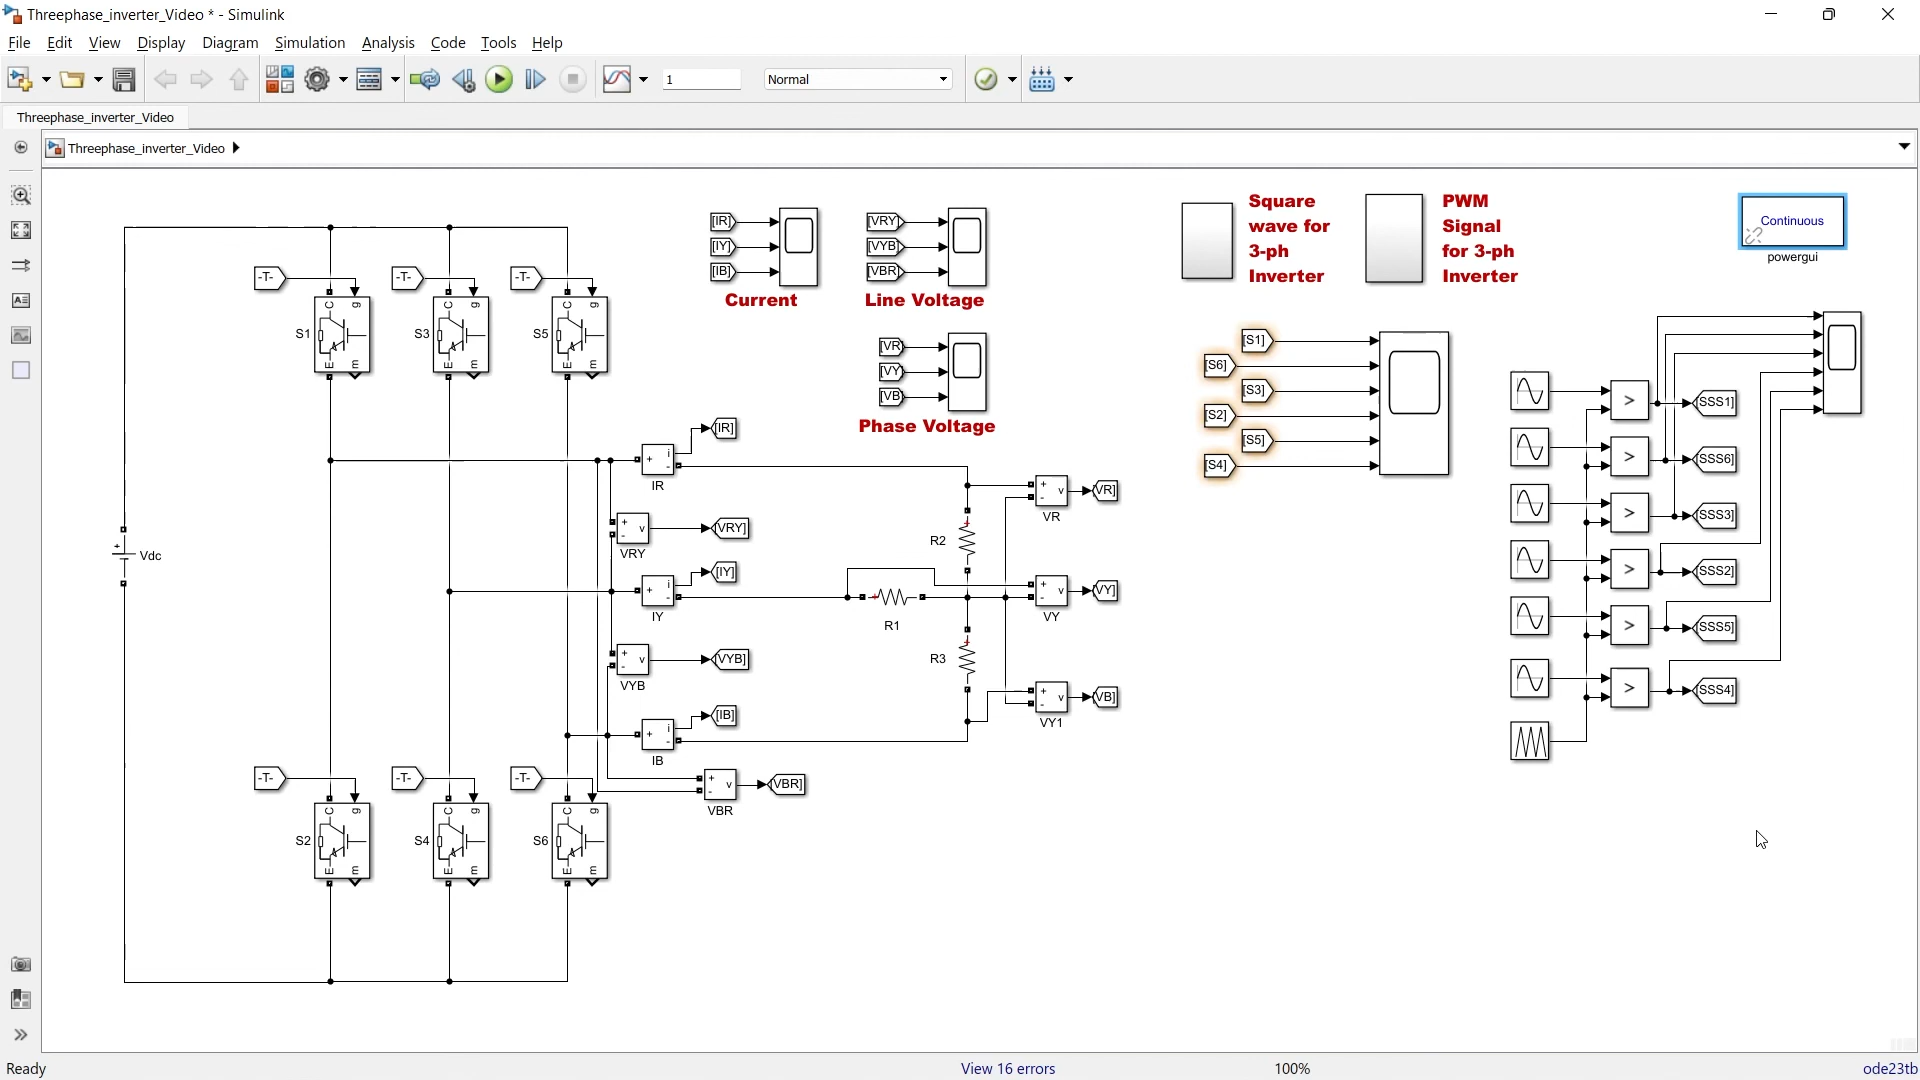 Threephase_inverter_Video * - Simulink
File Edit View Display Diagram Simulation Analysis Code Tools Help
1
Normal
Threephase_inverter_Video
Threephase_inverter_Video
[IR]
[IY]
[IB]
Current
[VRY]
[VYB]
[VBR]
Line Voltage
[VR]
[VY]
[VB]
Phase Voltage
Square
wave for
3-ph
Inverter
PWM
Signal
for 3-ph
Inverter
Continuous
powergui
-T- -T- -T-
C g C g C g
S1 S3 S5
E m E m E m
[S1]
[S6]
[S3]
[S2]
[S5]
[S4]
> [SSS1]
> [SSS6]
> [SSS3]
> [SSS2]
> [SSS5]
> [SSS4]
[IR]
+ i -
IR
+ - v [VRY]
VRY
[IY]
+ i -
IY
+ - v [VYB]
VYB
[IB]
+ i -
IB
+ - v [VBR]
VBR
+ - v [VR]
VR
R2 +
+ - v [VY]
VY
+
R1
R3 +
+ - v [VB]
VY1
+ Vdc
-T- -T- -T-
C g C g C g
S2 S4 S6
E m E m E m
Ready
View 16 errors
100%
ode23tb